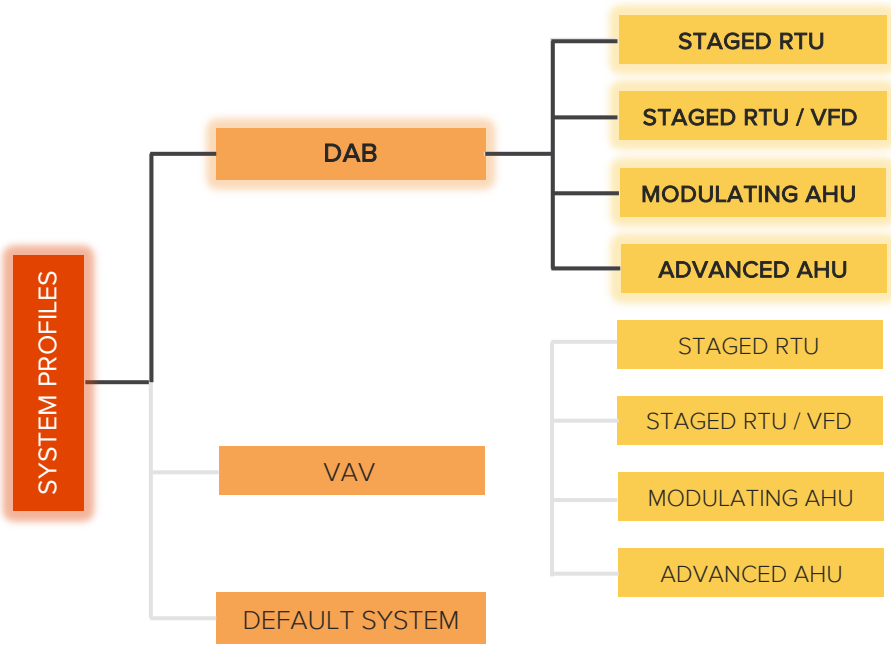 SYSTEM PROFILES
DAB
STAGED RTU
STAGED RTU / VFD
MODULATING AHU
ADVANCED AHU
VAV
STAGED RTU
STAGED RTU / VFD
MODULATING AHU
ADVANCED AHU
DEFAULT SYSTEM